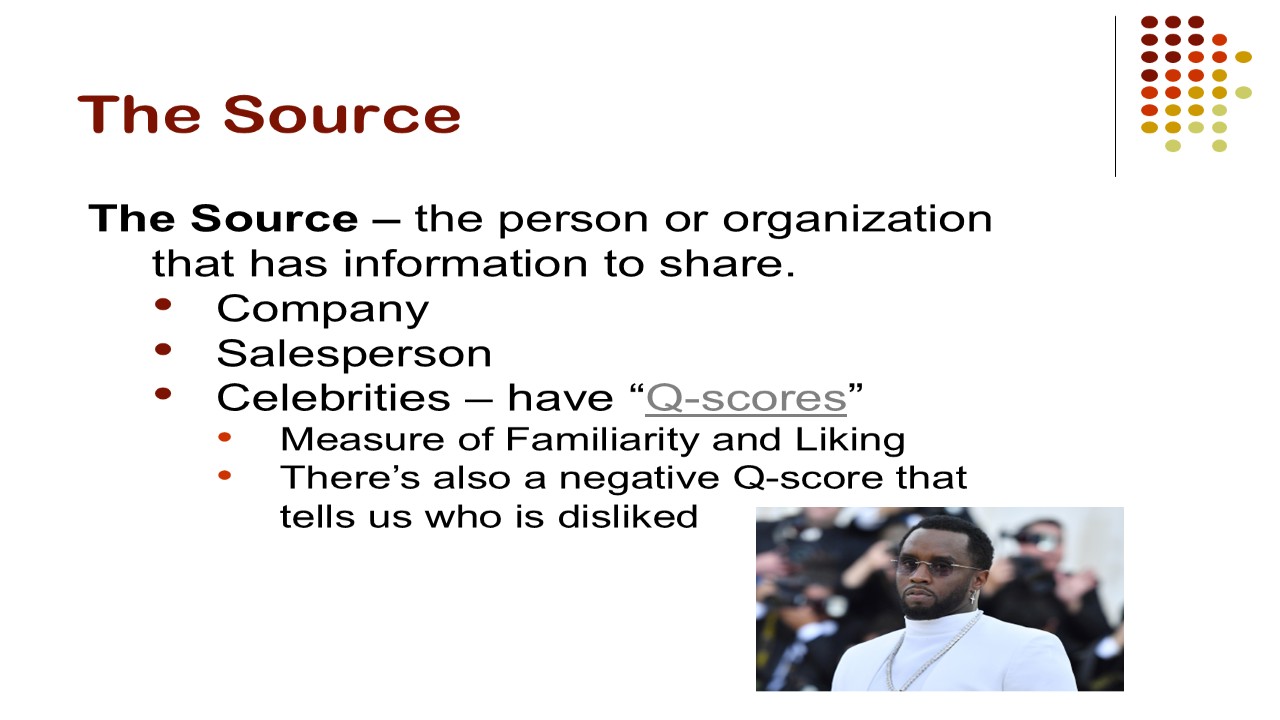 The Source
The Source – the person or organization
that has information to share.
• Company
• Salesperson
• Celebrities – have “Q-scores”
• Measure of Familiarity and Liking
• There’s also a negative Q-score that
tells us who is disliked